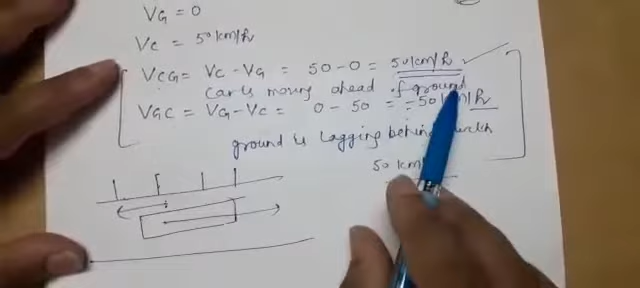 VG = 0
Vc = 50 km/h
VCG = Vc - VG = 50 - 0 = 50 km/h
Car is moving ahead of ground
VGC = VG - Vc = 0 - 50 = -50 km/h
ground is lagging behind with
50 km/